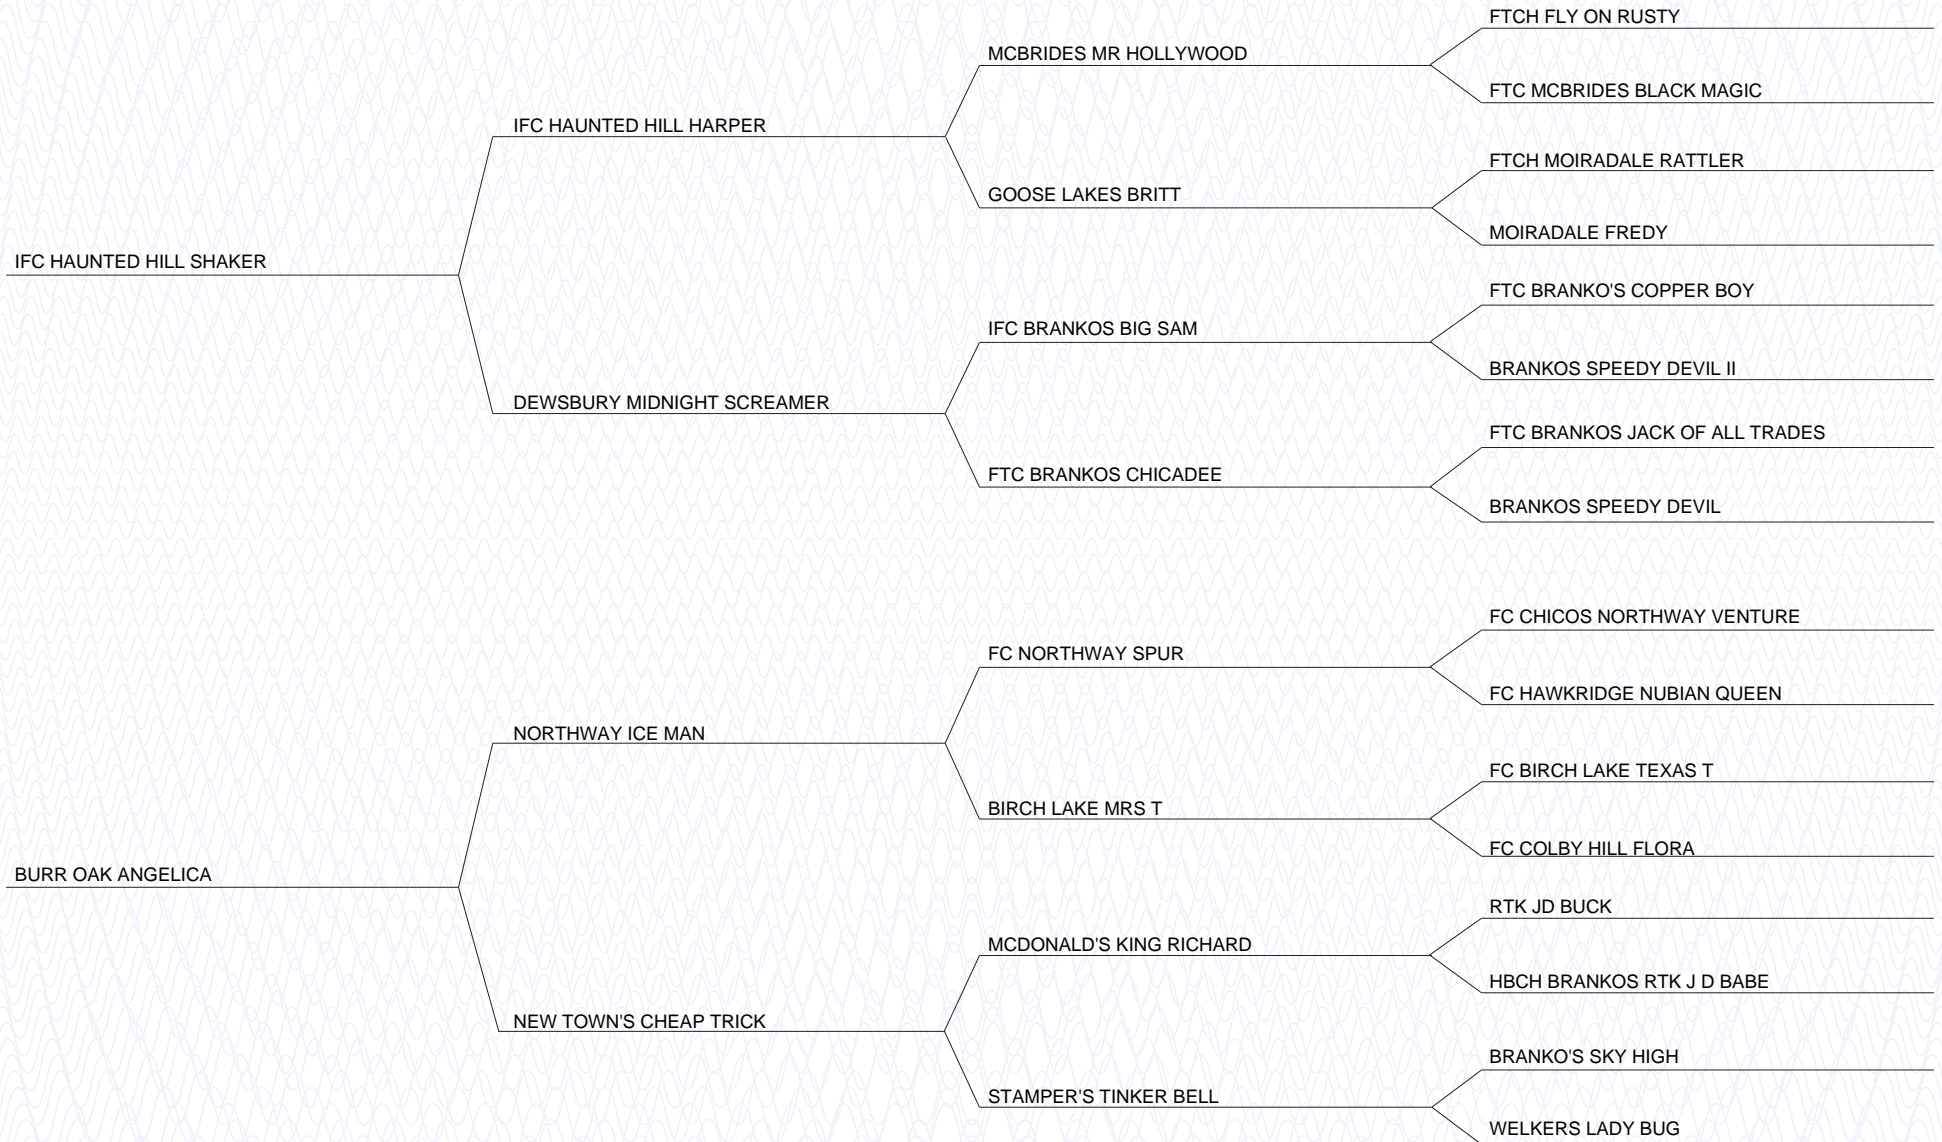 FTCH FLY ON RUSTY
MCBRIDES MR HOLLYWOOD
FTC MCBRIDES BLACK MAGIC
IFC HAUNTED HILL HARPER
FTCH MOIRADALE RATTLER
GOOSE LAKES BRITT
MOIRADALE FREDY
IFC HAUNTED HILL SHAKER
FTC BRANKO'S COPPER BOY
IFC BRANKOS BIG SAM
BRANKOS SPEEDY DEVIL II
DEWSBURY MIDNIGHT SCREAMER
FTC BRANKOS JACK OF ALL TRADES
FTC BRANKOS CHICADEE
BRANKOS SPEEDY DEVIL
FC CHICOS NORTHWAY VENTURE
FC NORTHWAY SPUR
FC HAWKRIDGE NUBIAN QUEEN
NORTHWAY ICE MAN
FC BIRCH LAKE TEXAS T
BIRCH LAKE MRS T
FC COLBY HILL FLORA
BURR OAK ANGELICA
RTK JD BUCK
MCDONALD'S KING RICHARD
HBCH BRANKOS RTK J D BABE
NEW TOWN'S CHEAP TRICK
BRANKO'S SKY HIGH
STAMPER'S TINKER BELL
WELKERS LADY BUG